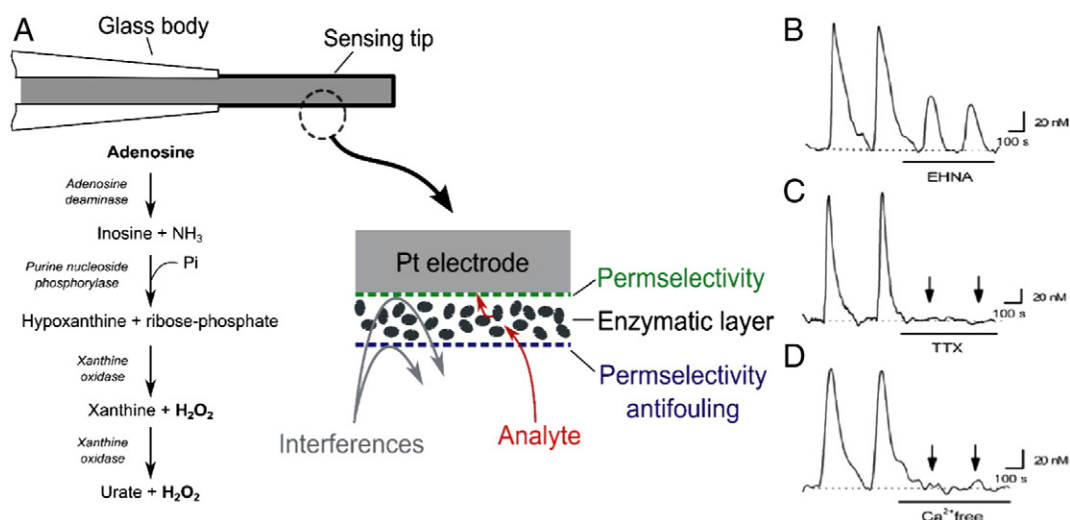 A
Glass body
Sensing tip
Adenosine
Adenosine
deaminase
Inosine + NH₃
Purine nucleoside
phosphorylase
Pi
Hypoxanthine + ribose-phosphate
Xanthine
oxidase
Xanthine + H₂O₂
Xanthine
oxidase
Urate + H₂O₂
Pt electrode
Permselectivity
Enzymatic layer
Permselectivity
antifouling
Interferences
Analyte
B
20 nM
100 s
EHNA
C
20 nM
100 s
TTX
D
20 nM
100 s
Ca²⁺free